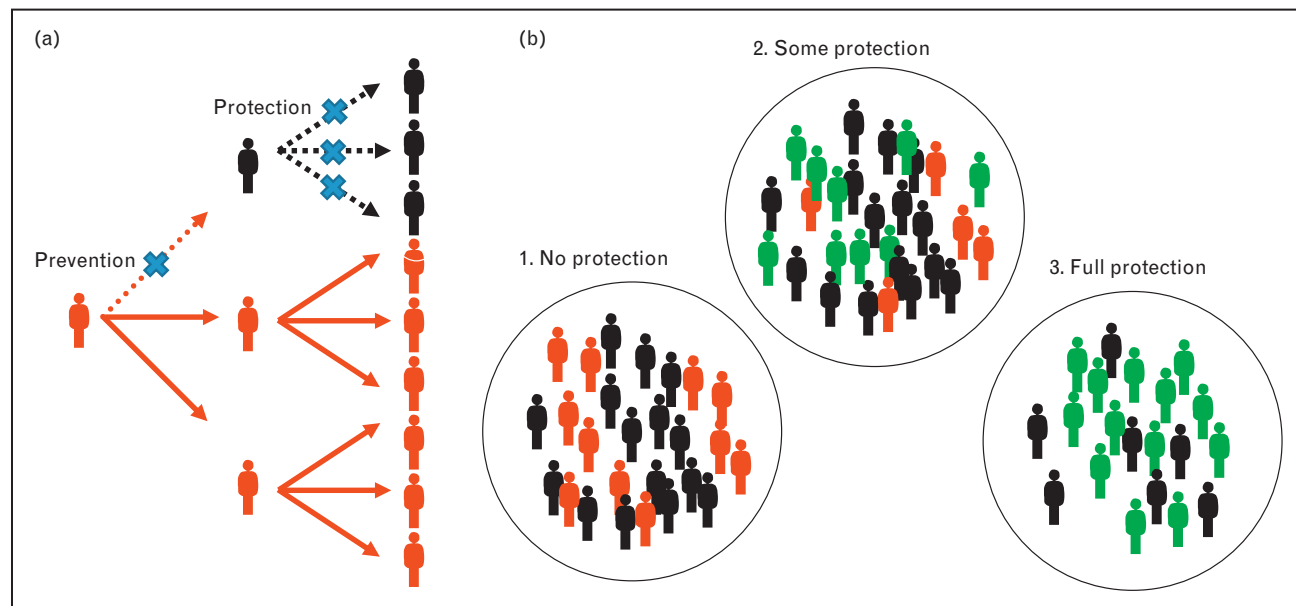 (a)
Protection
Prevention
(b)
2. Some protection
1. No protection
3. Full protection